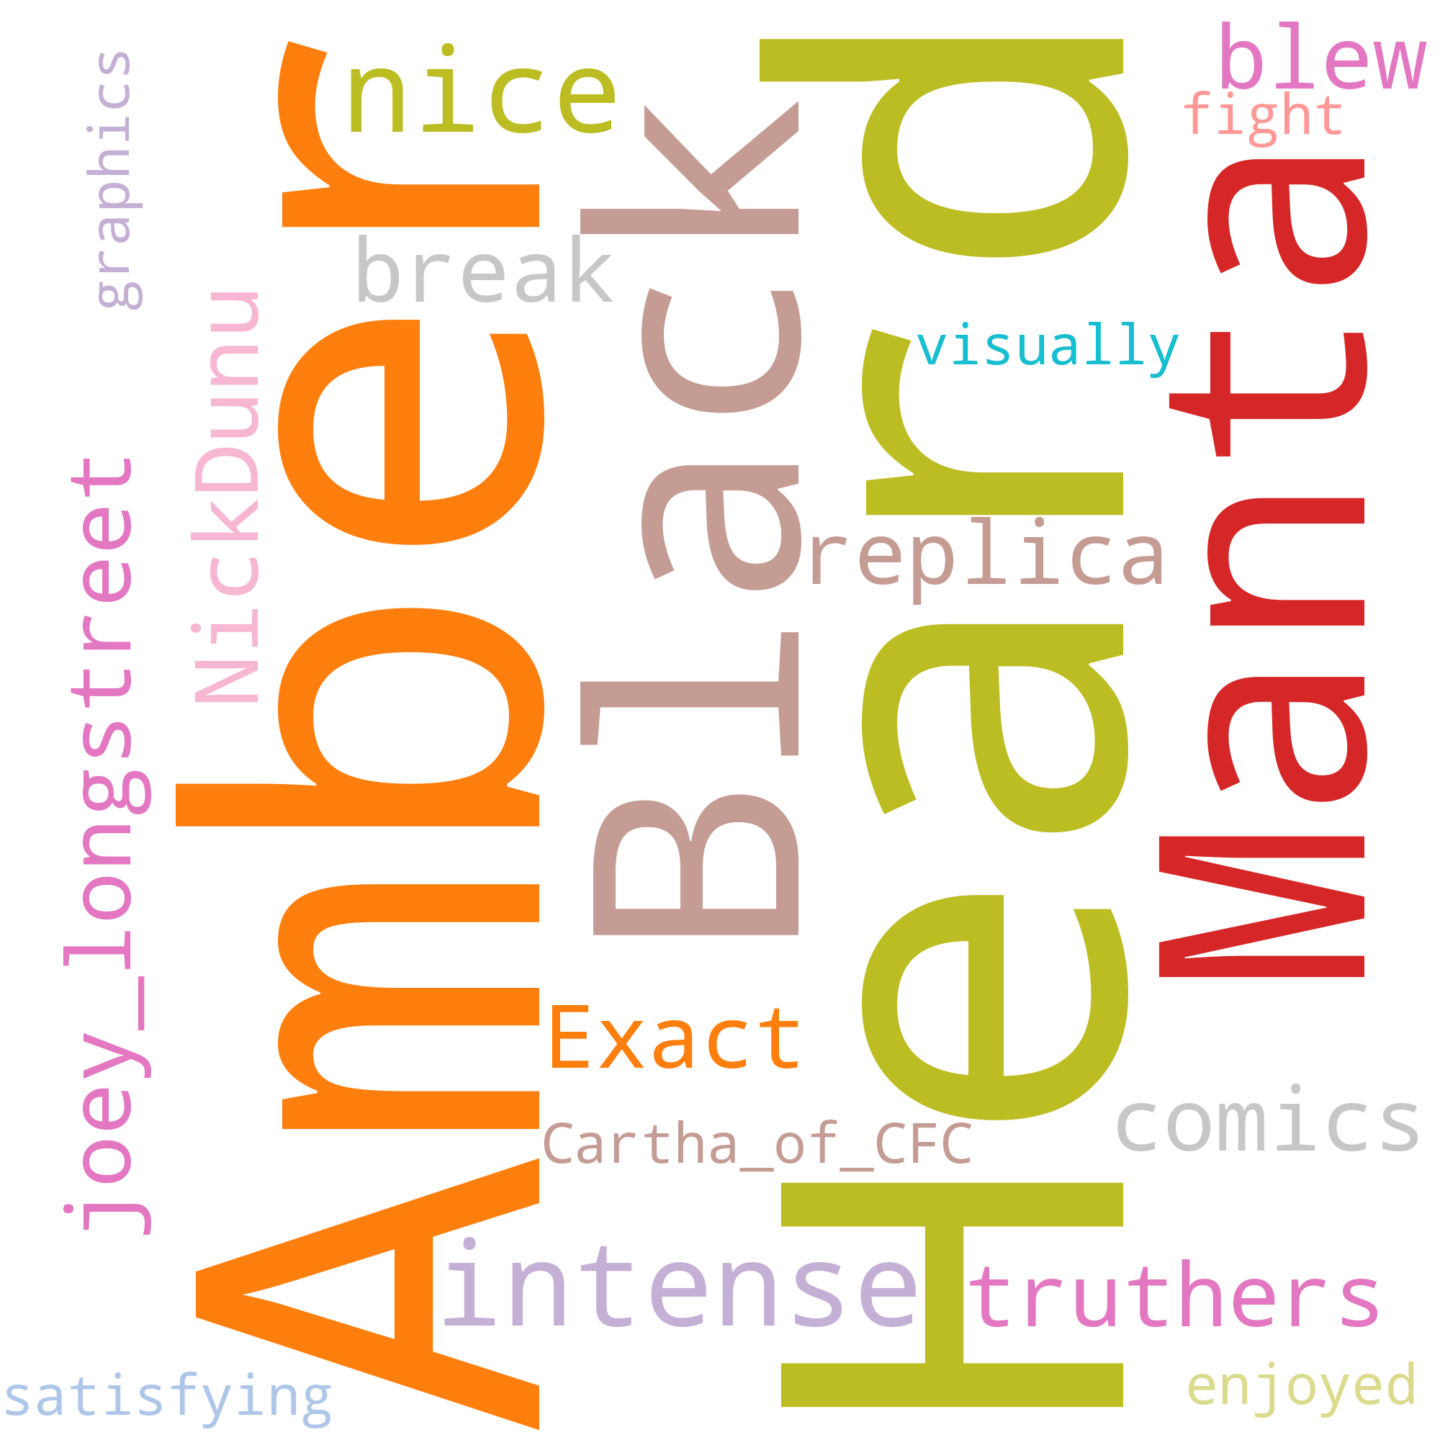 graphics
joey_longstreet
NickDunu
Amber
nice
break
Black
Heard
blew
fight
visually
Manta
replica
Exact
Cartha_of_CFC
comics
intense
truthers
satisfying
enjoyed